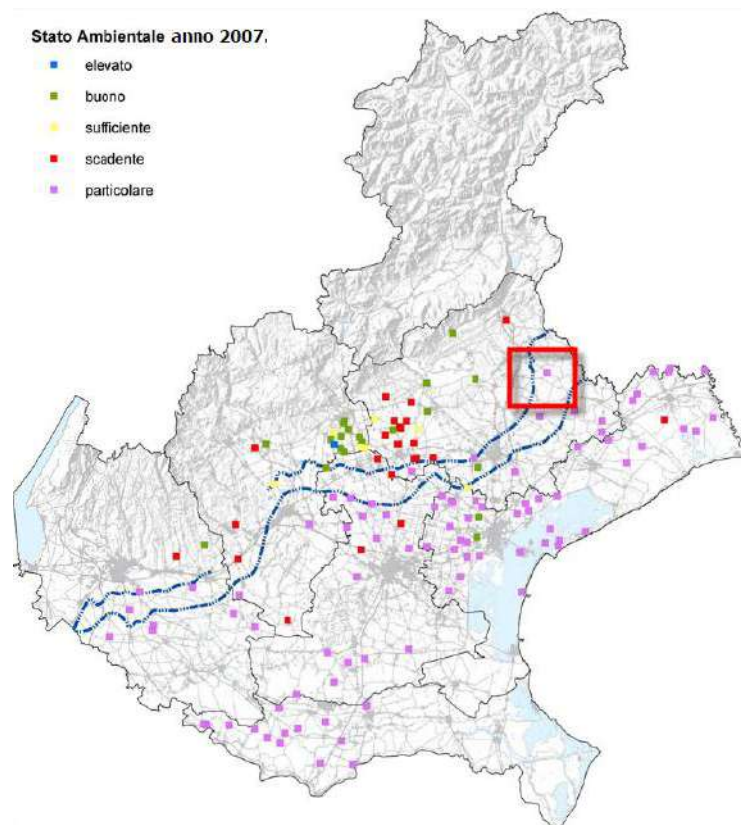 Stato Ambientale anno 2007.
elevato
buono
sufficiente
scadente
particolare